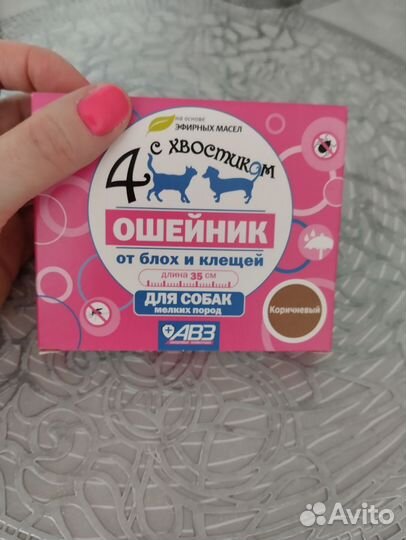 на основе
ЭФИРНЫХ МАСЕЛ
4 с ХВОСТИКОМ
ОШЕЙНИК
от блох и клещей
длина 35 см
ДЛЯ СОБАК
мелких пород
АВЗ
Коричневый
Avito